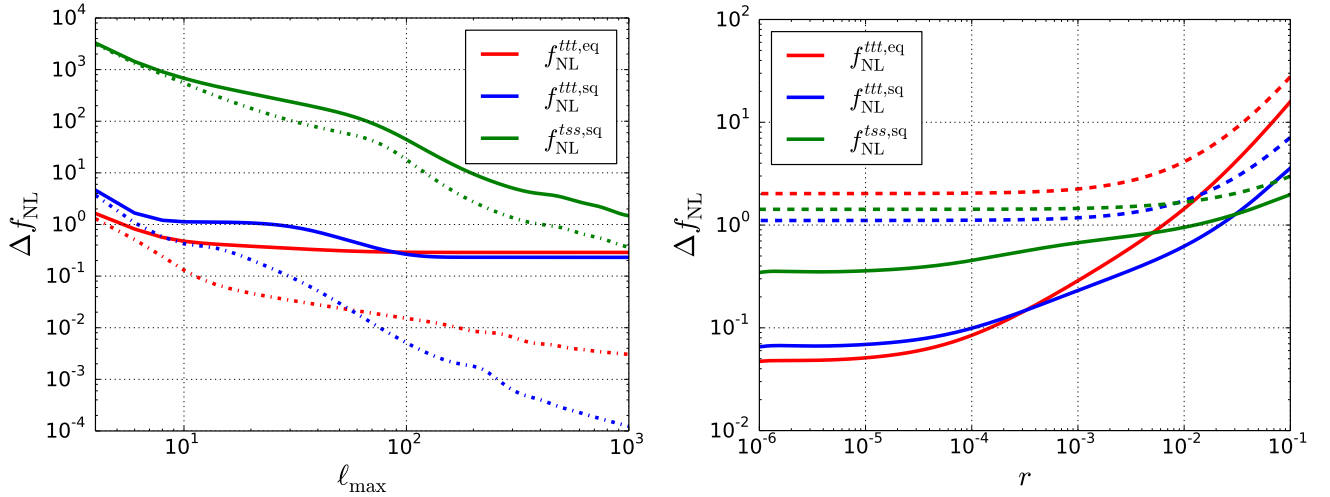 10^4
10^3
10^2
10^1
10^0
10^-1
10^-2
10^-3
10^-4
Δf_NL
f_NL^{ttt,eq}
f_NL^{ttt,sq}
f_NL^{tss,sq}
10^1
10^2
10^3
ℓ_max
10^2
10^1
10^0
10^-1
10^-2
Δf_NL
f_NL^{ttt,eq}
f_NL^{ttt,sq}
f_NL^{tss,sq}
10^-6
10^-5
10^-4
10^-3
10^-2
10^-1
r